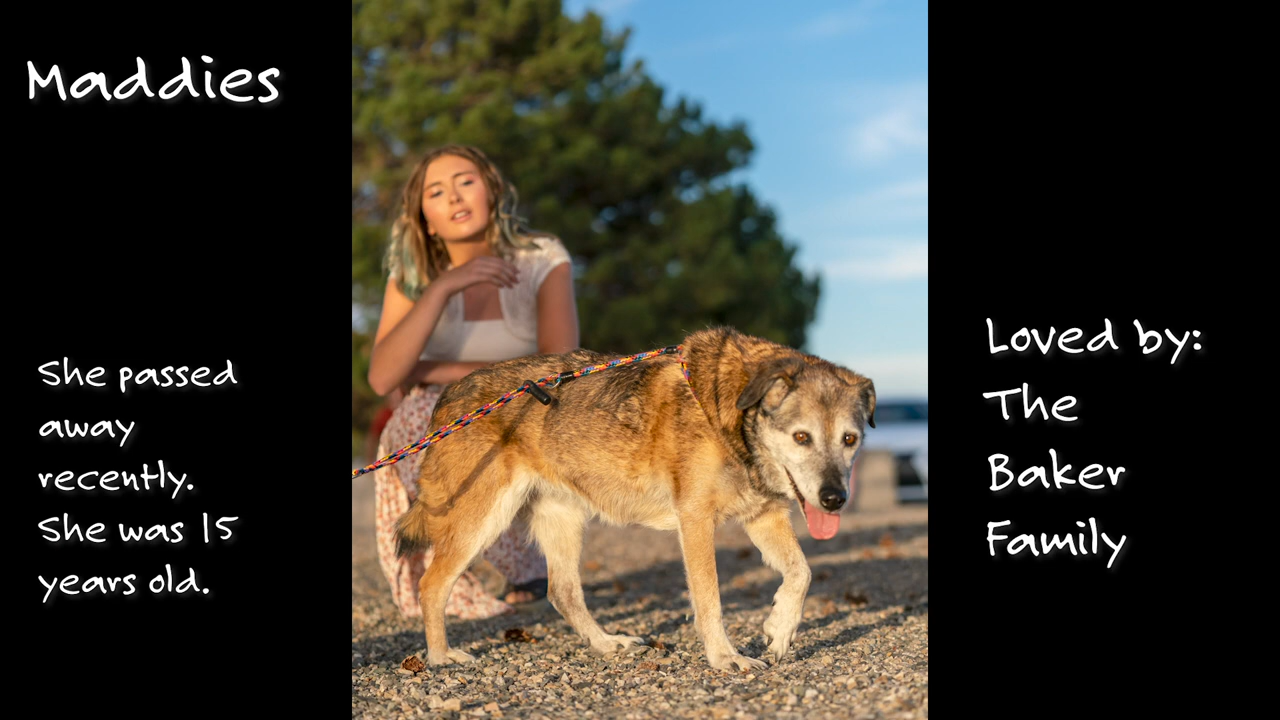 Maddies
She passed
away
recently.
She was 15
years old.
Loved by:
The
Baker
Family